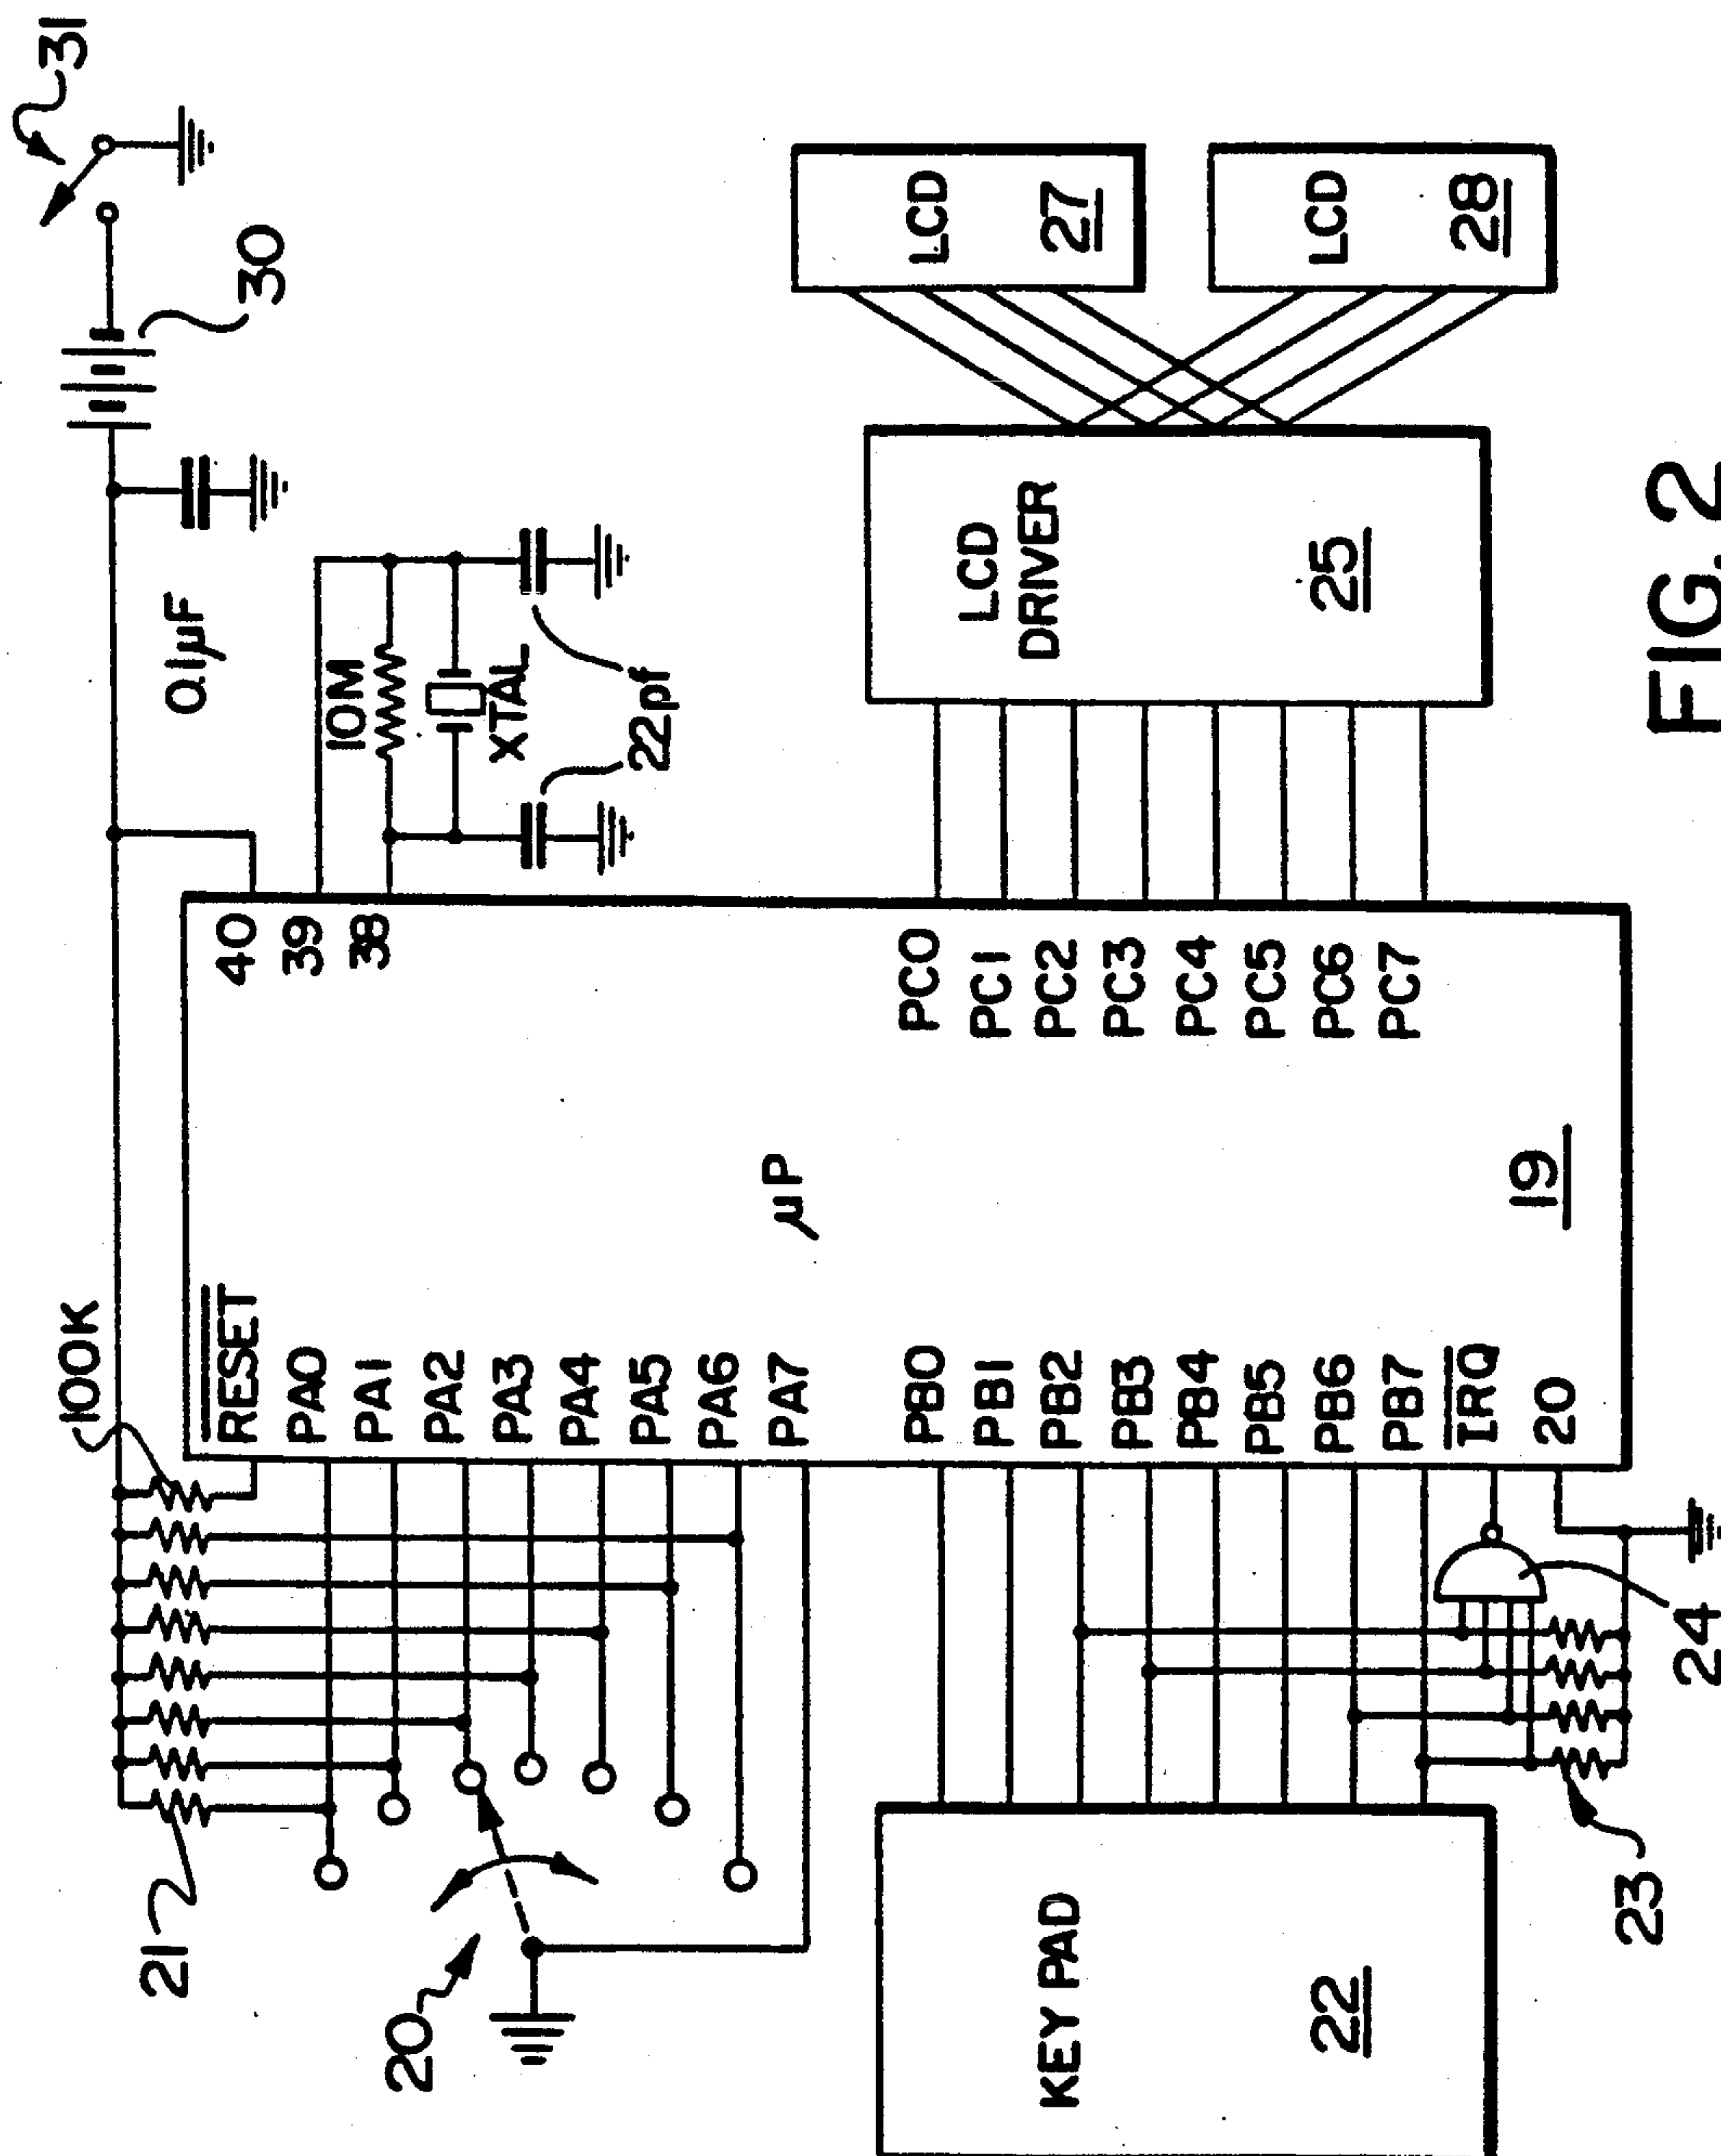 31
30
0.1µF
10M
XTAL
22pf
100K
21
20
40
39
38
RESET
PA0
PA1
PA2
PA3
PA4
PA5
PA6
PA7
µP
PB0
PB1
PB2
PB3
PB4
PB5
PB6
PB7
IRQ
20
19
PC0
PC1
PC2
PC3
PC4
PC5
PC6
PC7
KEY PAD
22
23
24
LCD
DRIVER
25
LCD
27
LCD
28
FIG. 2